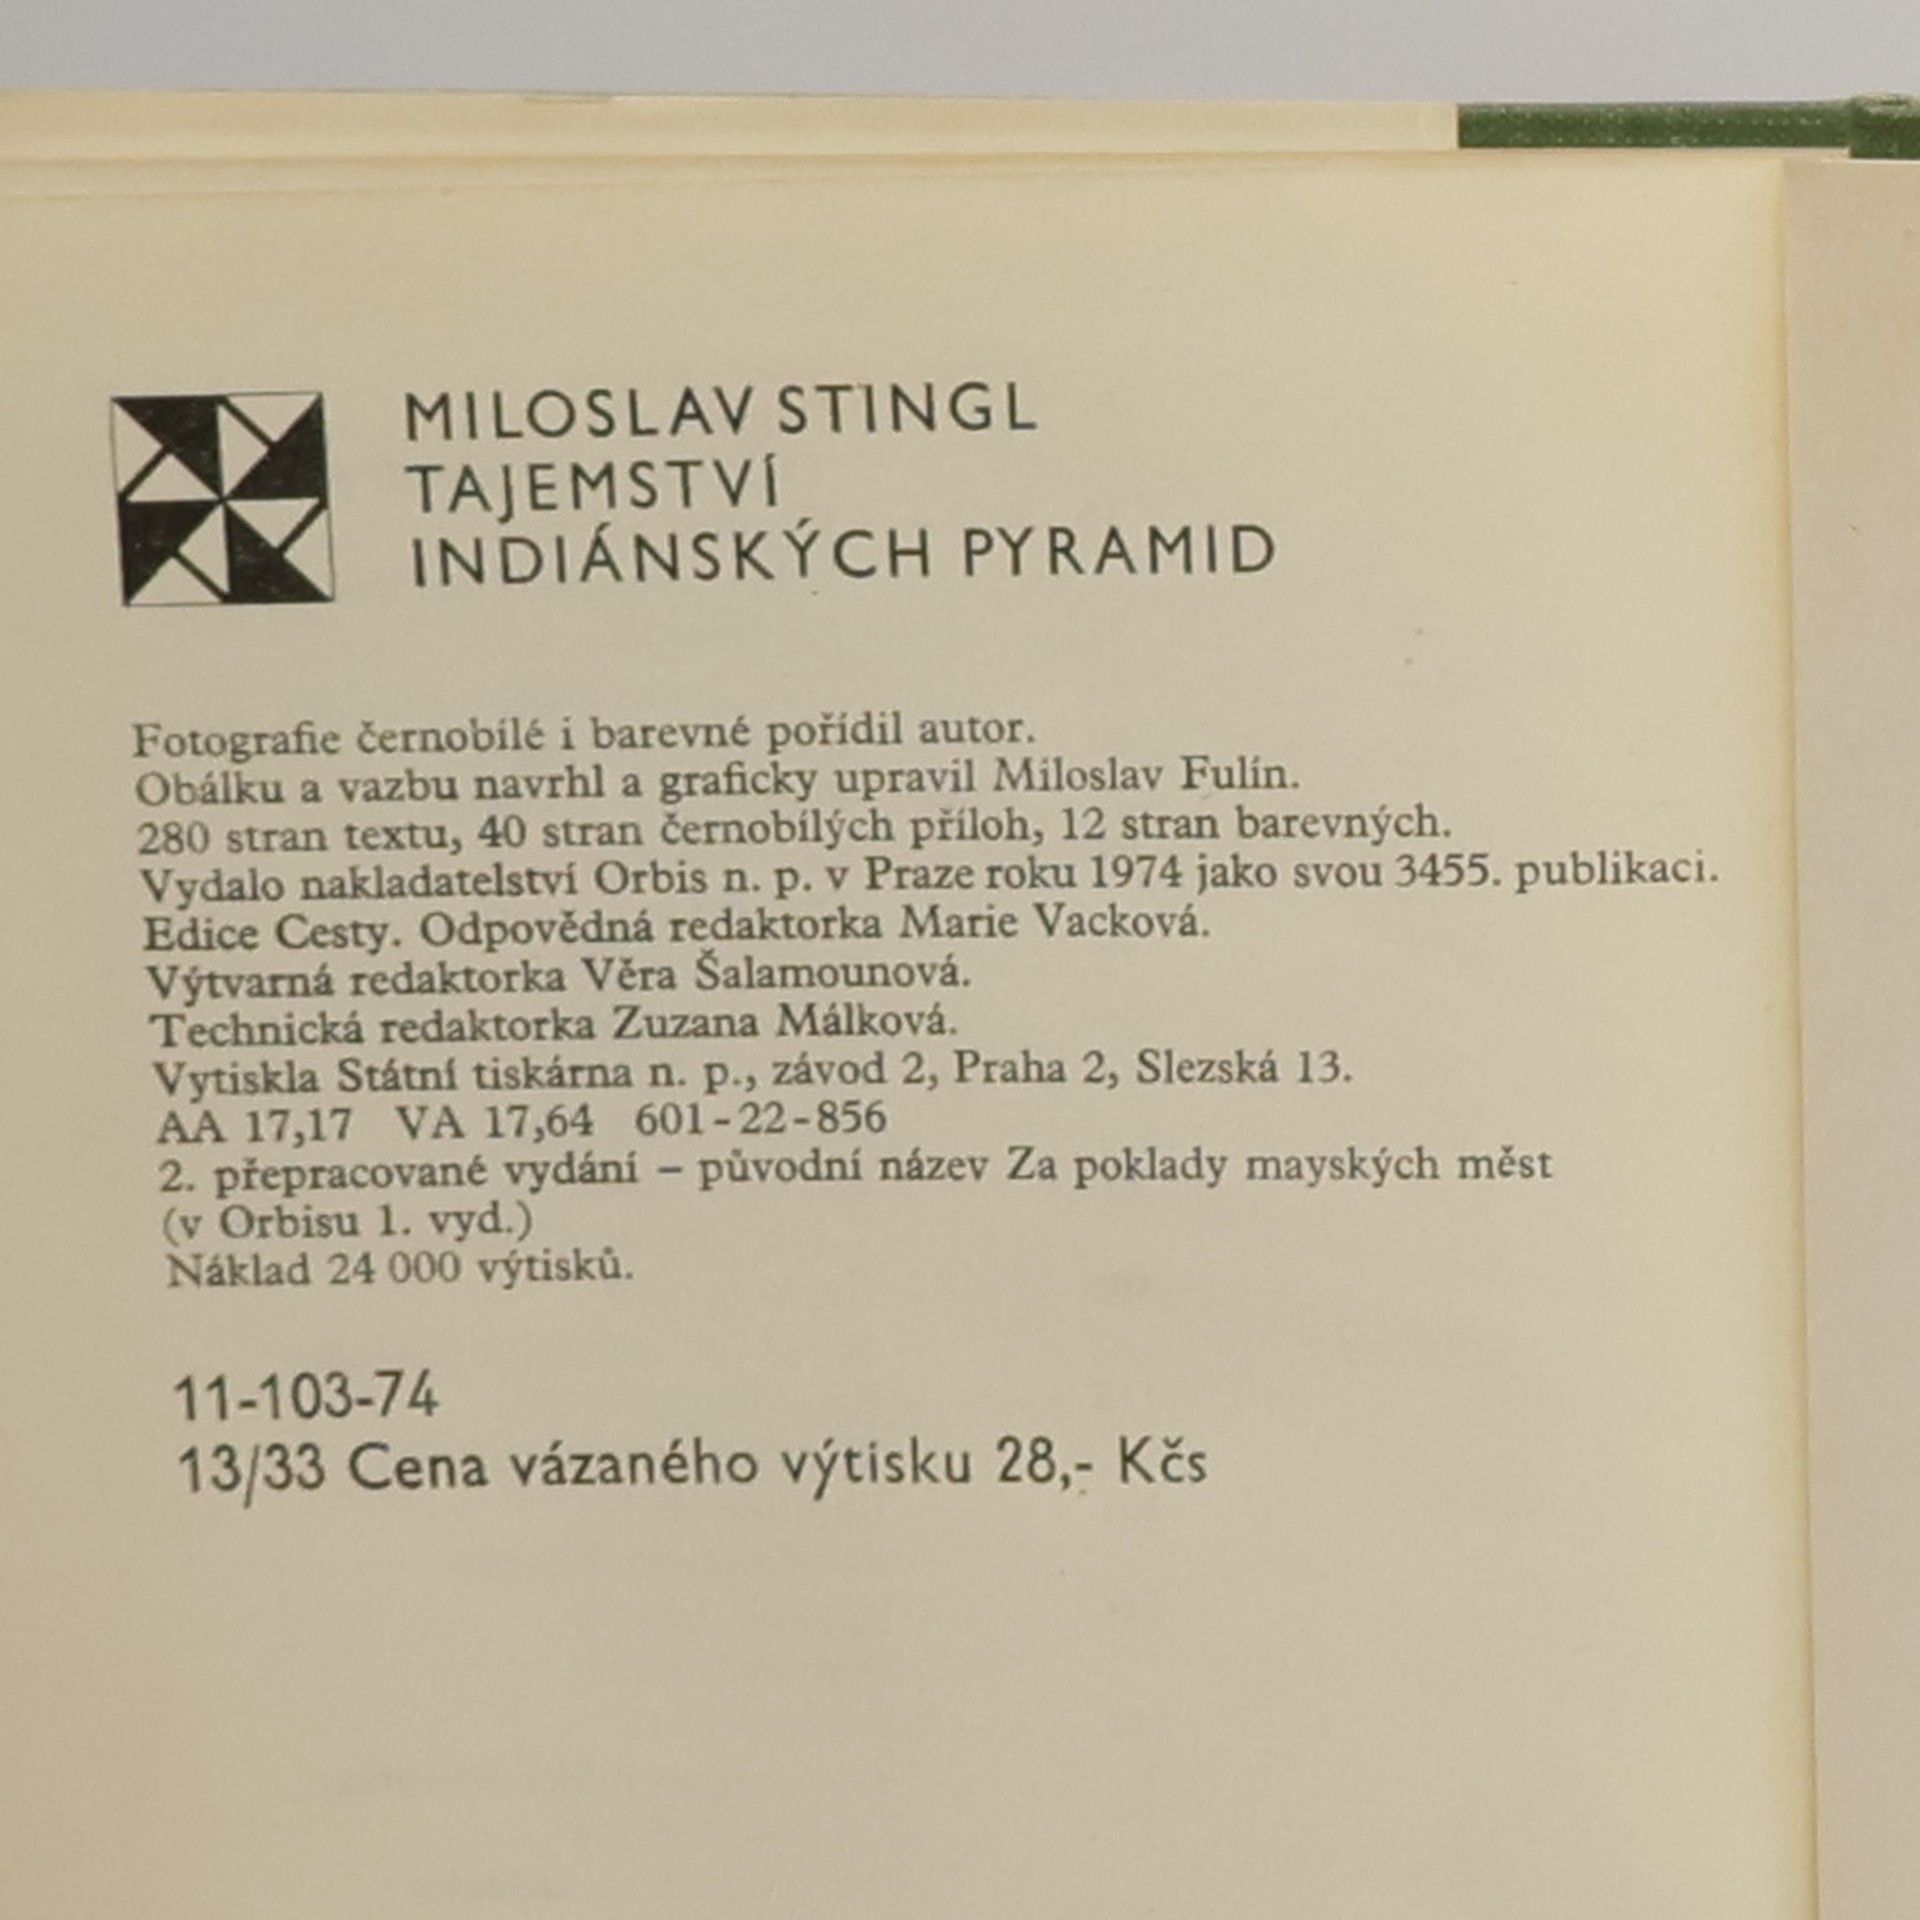 MILOSLAV STINGL
TAJEMSTVÍ
INDIÁNSKÝCH PYRAMID
Fotografie černobílé i barevné pořídil autor.
Obálku a vazbu navrhl a graficky upravil Miloslav Fulín.
280 stran textu, 40 stran černobílých příloh, 12 stran barevných.
Vydalo nakladatelství Orbis n. p. v Praze roku 1974 jako svou 3455. publikaci.
Edice Cesty. Odpovědná redaktorka Marie Vacková.
Výtvarná redaktorka Věra Šalamounová.
Technická redaktorka Zuzana Málková.
Vytiskla Státní tiskárna n. p., závod 2, Praha 2, Slezská 13.
AA 17,17 VA 17,64 601-22-856
2. přepracované vydání – původní název Za poklady mayských měst
(v Orbisu 1. vyd.)
Náklad 24 000 výtisků.
11-103-74
13/33 Cena vázaného výtisku 28,- Kčs